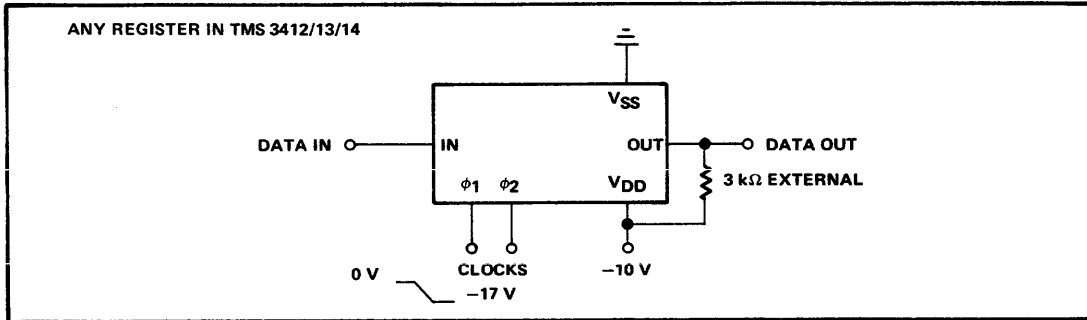 ANY REGISTER IN TMS 3412/13/14
VSS
DATA IN
IN
OUT
DATA OUT
ϕ1 ϕ2
VDD
3 kΩ EXTERNAL
0 V
CLOCKS
−17 V
−10 V